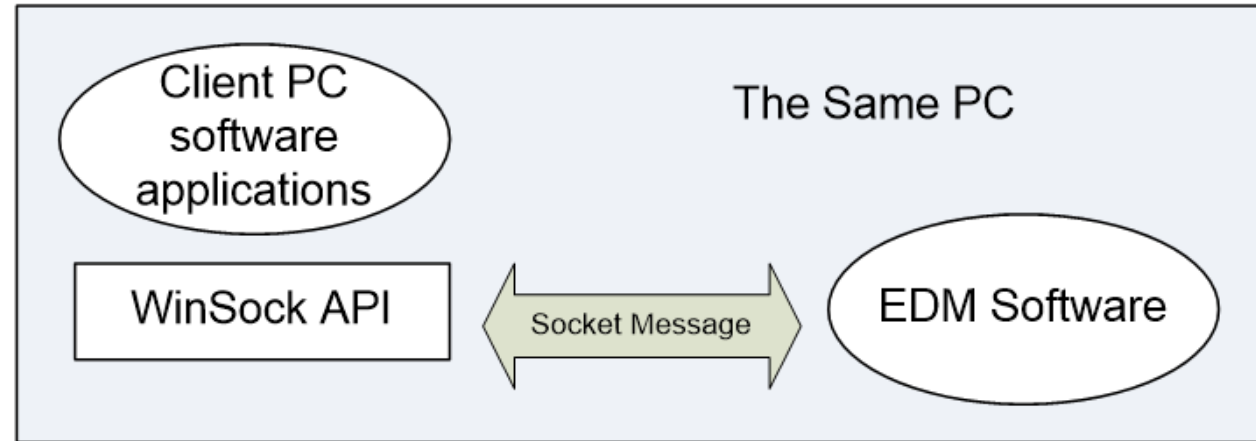 Client PC
software
applications
The Same PC
WinSock API
Socket Message
EDM Software